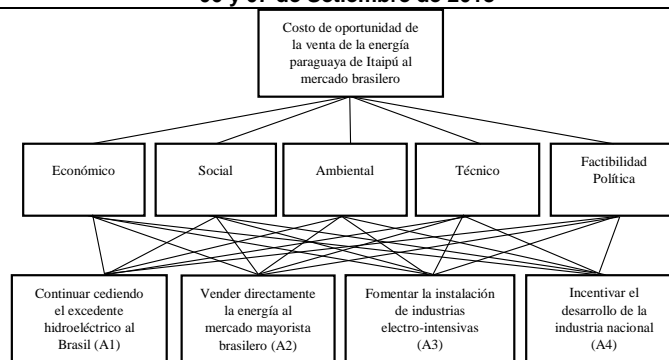 Costo de oportunidad de
la venta de la energía
paraguaya de Itaipú al
mercado brasilero
Económico
Social
Ambiental
Técnico
Factibilidad
Política
Continuar cediendo
el excedente
hidroeléctrico al
Brasil (A1)
Vender directamente
la energía al
mercado mayorista
brasilero (A2)
Fomentar la instalación
de industrias
electro-intensivas
(A3)
Incentivar el
desarrollo de la
industria nacional
(A4)